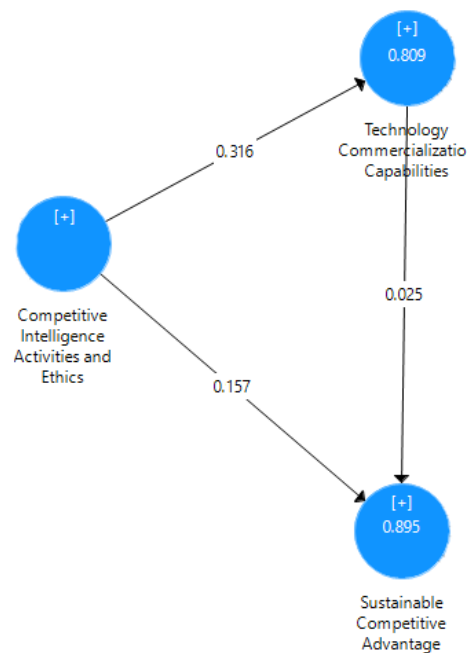 [+]
0.809
Technology
Commercializatio
Capabilities
0.316
[+]
Competitive
Intelligence
Activities and
Ethics
0.025
0.157
[+]
0.895
Sustainable
Competitive
Advantage